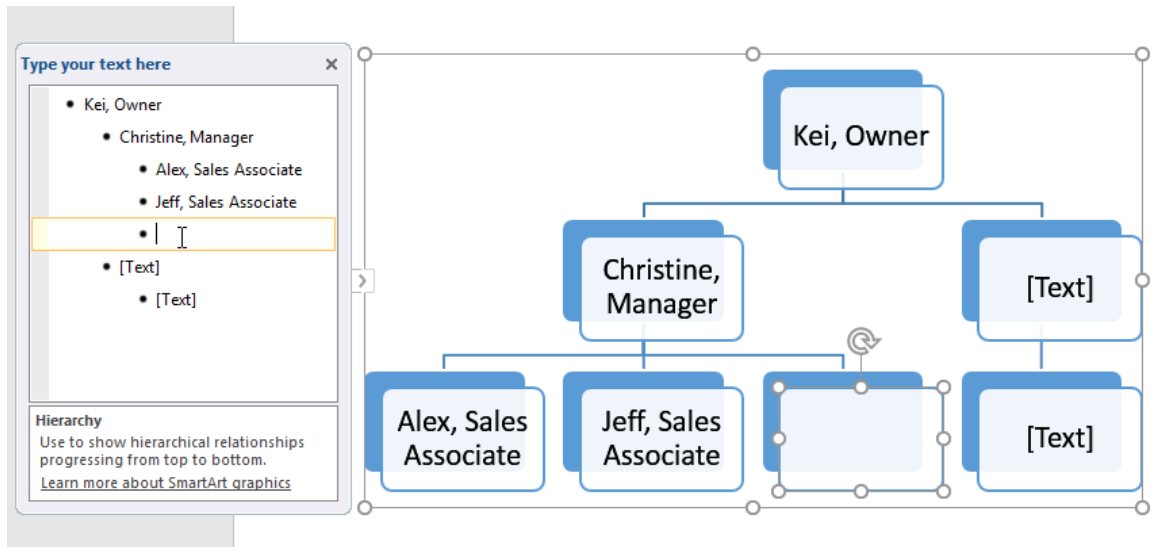 Type your text here
Kei, Owner
Christine, Manager
Alex, Sales Associate
Jeff, Sales Associate
[Text]
[Text]
Hierarchy
Use to show hierarchical relationships
progressing from top to bottom.
Learn more about SmartArt graphics
Kei, Owner
Christine,
Manager
[Text]
Alex, Sales
Associate
Jeff, Sales
Associate
[Text]